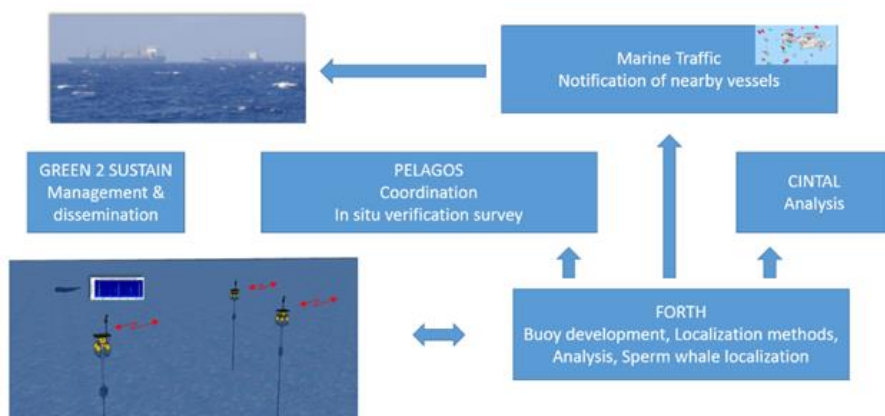 Marine Traffic
Notification of nearby vessels
GREEN 2 SUSTAIN
Management &
dissemination
PELAGOS
Coordination
In situ verification survey
CINTAL
Analysis
FORTH
Buoy development, Localization methods,
Analysis, Sperm whale localization